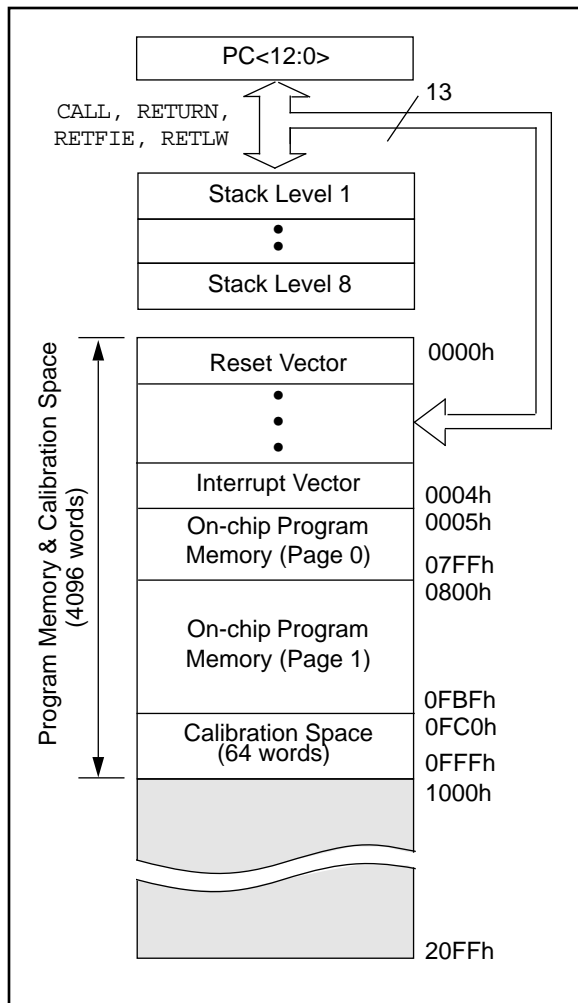 PC<12:0>
13
CALL, RETURN,
RETFIE, RETLW
Stack Level 1
Stack Level 8
Program Memory & Calibration Space
(4096 words)
Reset Vector
0000h
Interrupt Vector
0004h
0005h
On-chip Program
Memory (Page 0)
07FFh
0800h
On-chip Program
Memory (Page 1)
0FBFh
0FC0h
Calibration Space
(64 words)
0FFFh
1000h
20FFh